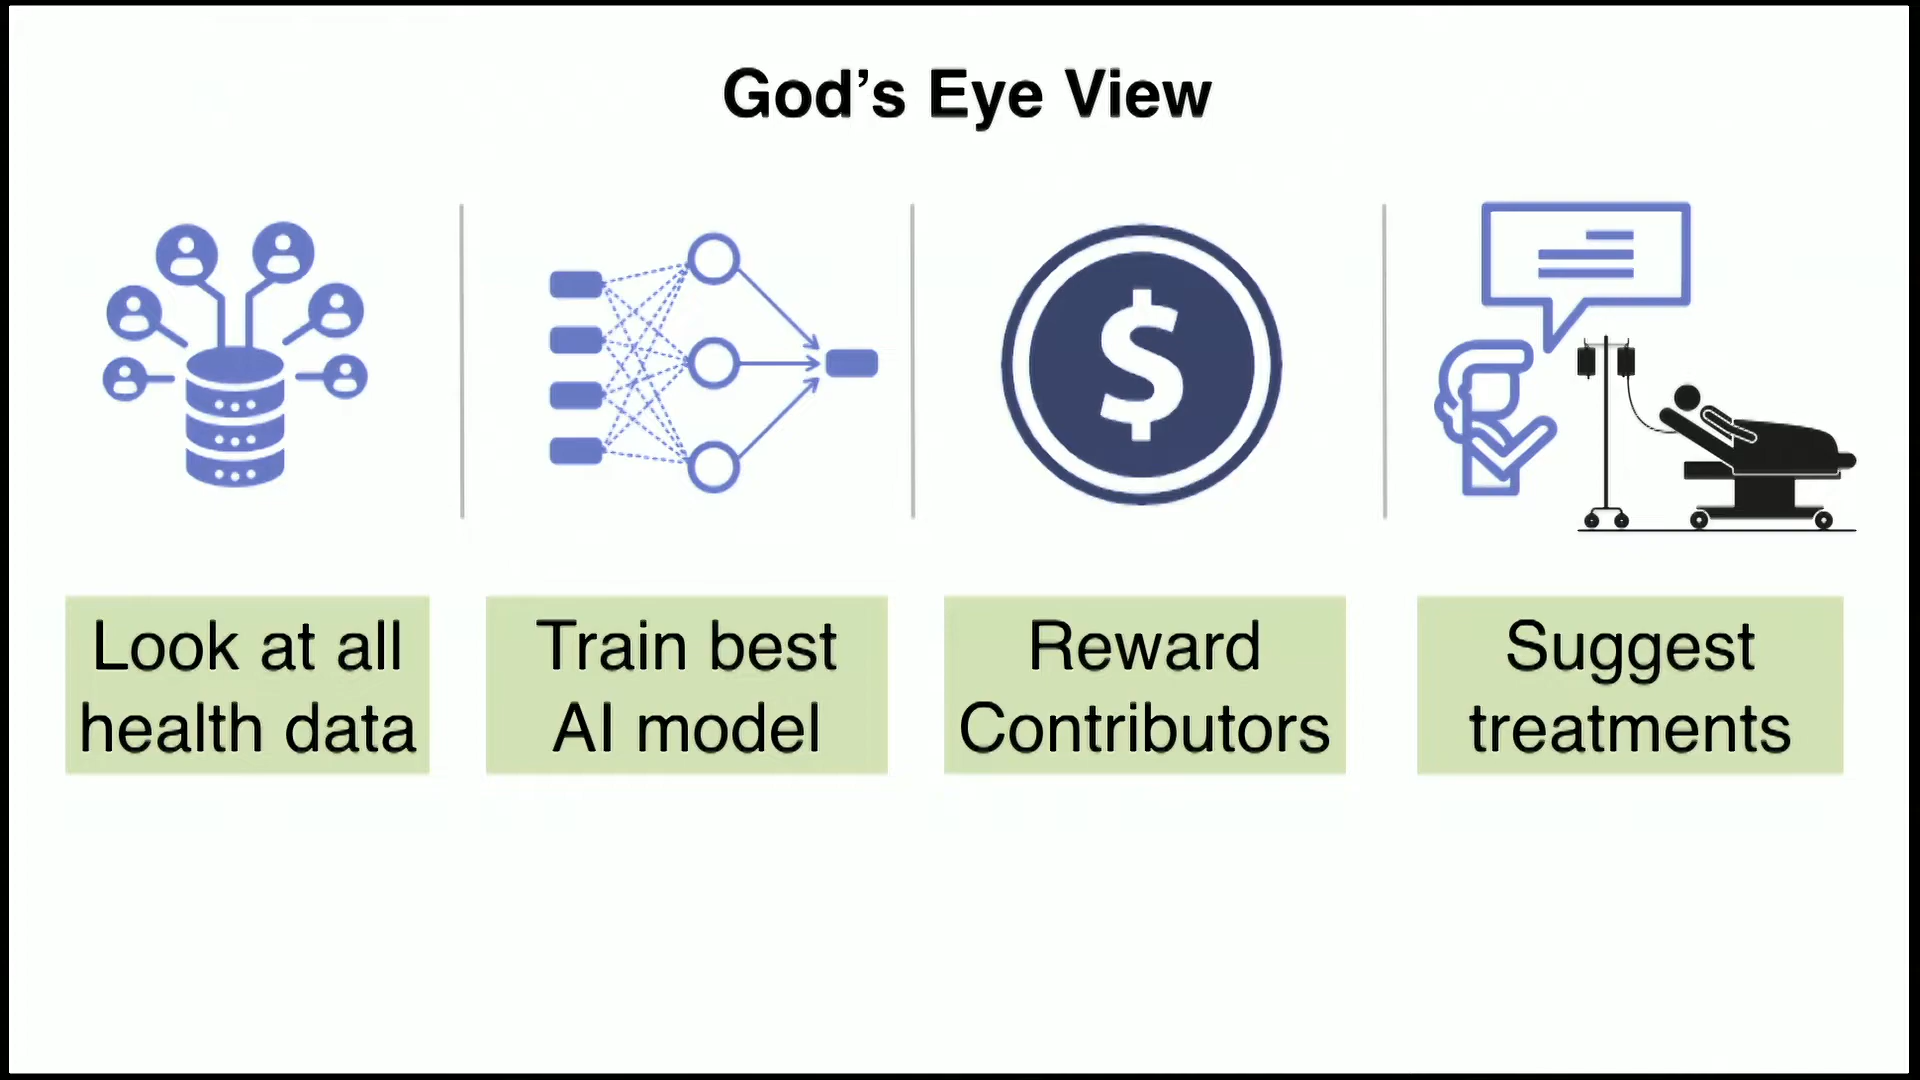 God's Eye View
$
Look at all
health data
Train best
AI model
Reward
Contributors
Suggest
treatments